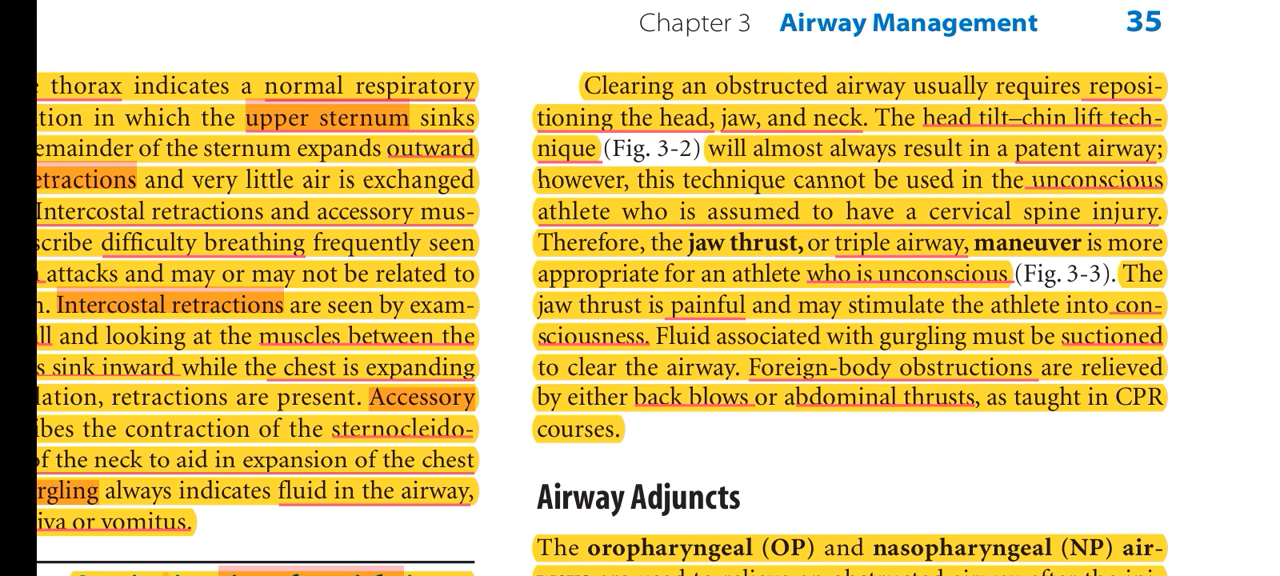 Chapter 3 Airway Management 35
thorax indicates a normal respiratory
tion in which the upper sternum sinks
emainder of the sternum expands outward
etractions and very little air is exchanged
Intercostal retractions and accessory mus-
scribe difficulty breathing frequently seen
attacks and may or may not be related to
n. Intercostal retractions are seen by exam-
ll and looking at the muscles between the
s sink inward while the chest is expanding
lation, retractions are present. Accessory
ibes the contraction of the sternocleido-
of the neck to aid in expansion of the chest
rgling always indicates fluid in the airway,
iva or vomitus.
Clearing an obstructed airway usually requires reposi-
tioning the head, jaw, and neck. The head tilt–chin lift tech-
nique (Fig. 3-2) will almost always result in a patent airway;
however, this technique cannot be used in the unconscious
athlete who is assumed to have a cervical spine injury.
Therefore, the jaw thrust, or triple airway, maneuver is more
appropriate for an athlete who is unconscious (Fig. 3-3). The
jaw thrust is painful and may stimulate the athlete into con-
sciousness. Fluid associated with gurgling must be suctioned
to clear the airway. Foreign-body obstructions are relieved
by either back blows or abdominal thrusts, as taught in CPR
courses.
Airway Adjuncts
The oropharyngeal (OP) and nasopharyngeal (NP) air-